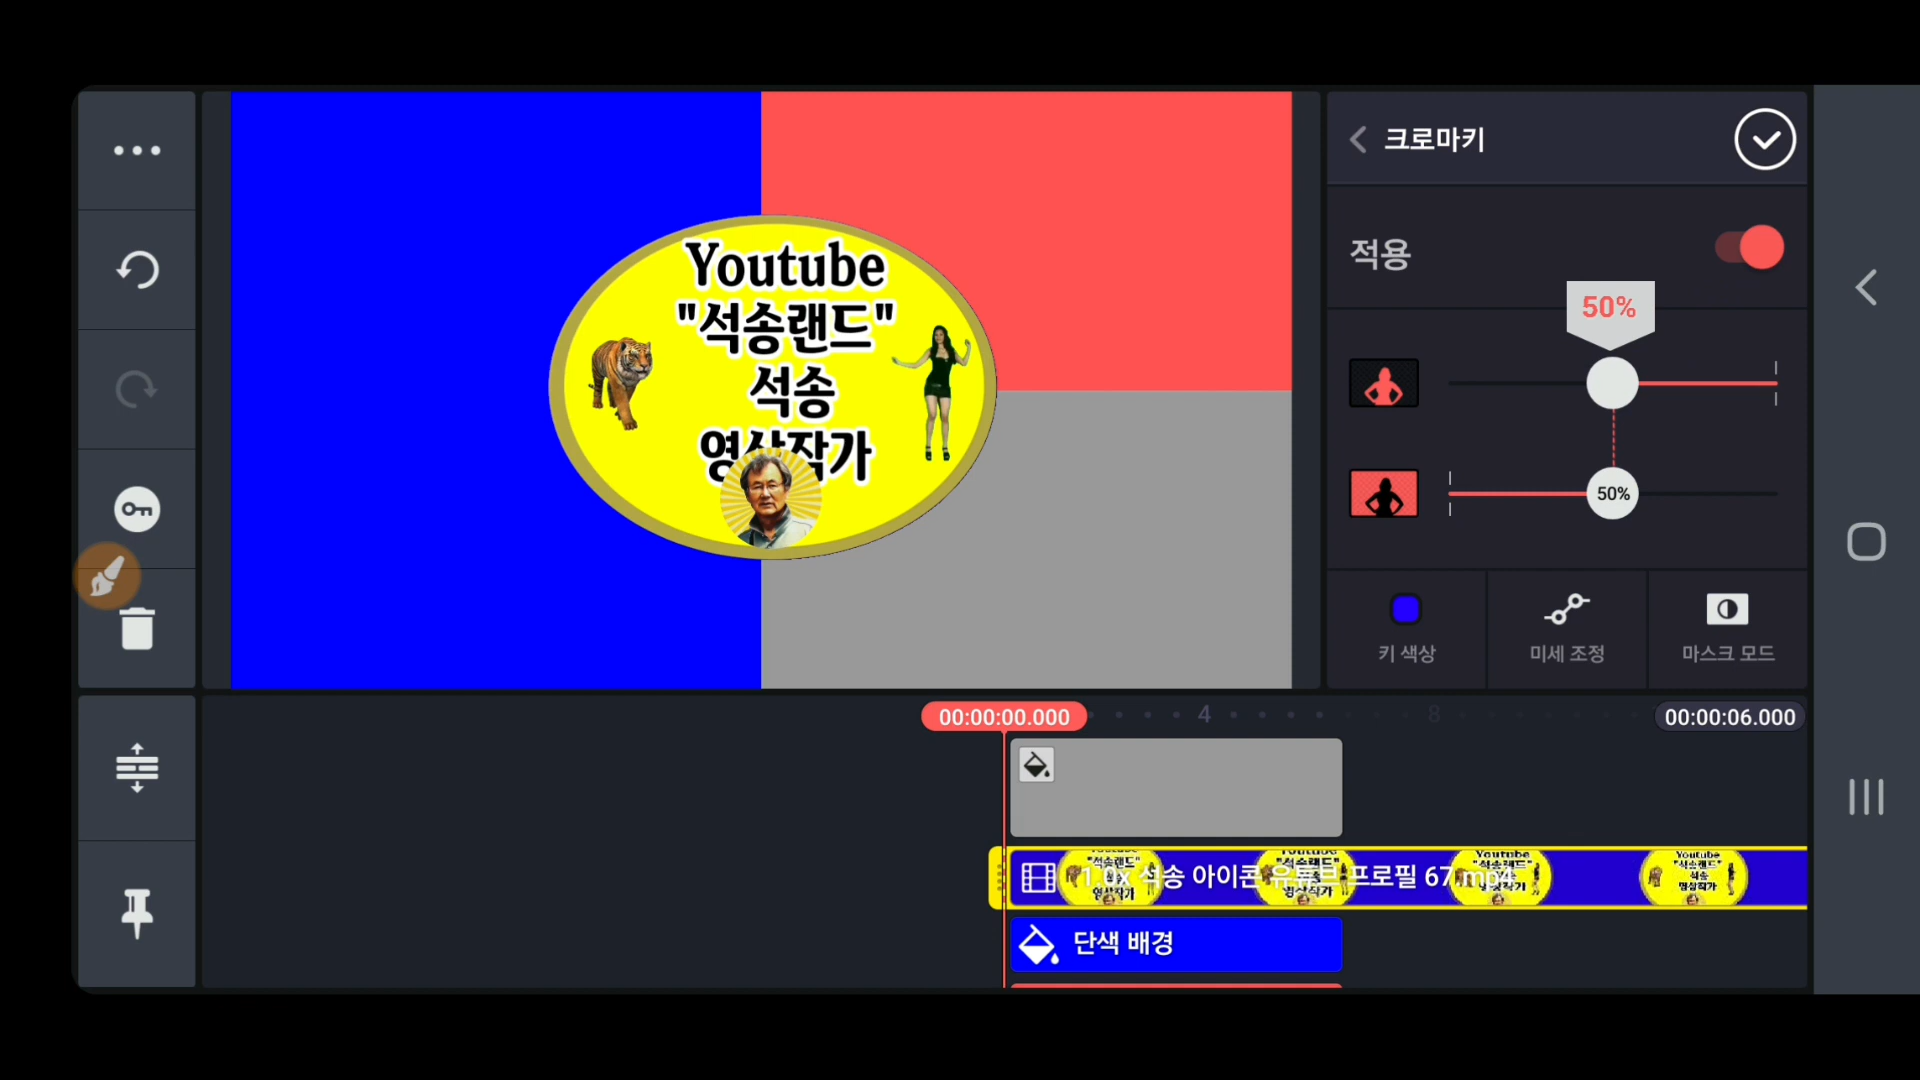 Youtube
"석송랜드"
석송
영상작가
크로마키
적용
50%
50%
키 색상
미세 조정
마스크 모드
00:00:00.000
4
8
00:00:06.000
1.0x 석송 아이콘 유튜브 프로필 67.mp4
단색 배경